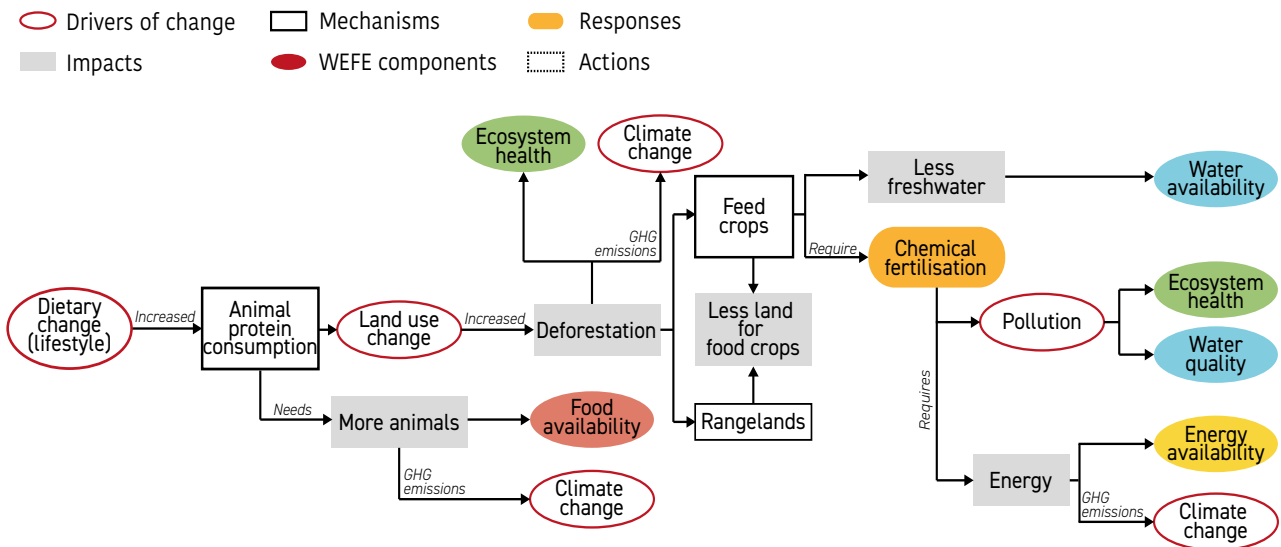 Drivers of change
Mechanisms
Responses
Impacts
WEFE components
Actions
Ecosystem
health
Climate
change
GHG
emissions
Feed
crops
Less
freshwater
Water
availability
Require
Chemical
fertilisation
Dietary
change
(lifestyle)
Increased
Animal
protein
consumption
Land use
change
Increased
Deforestation
Less land
for
food crops
Pollution
Ecosystem
health
Water
quality
Needs
More animals
Food
availability
Rangelands
Requires
GHG
emissions
Climate
change
Energy
Energy
availability
GHG
emissions
Climate
change